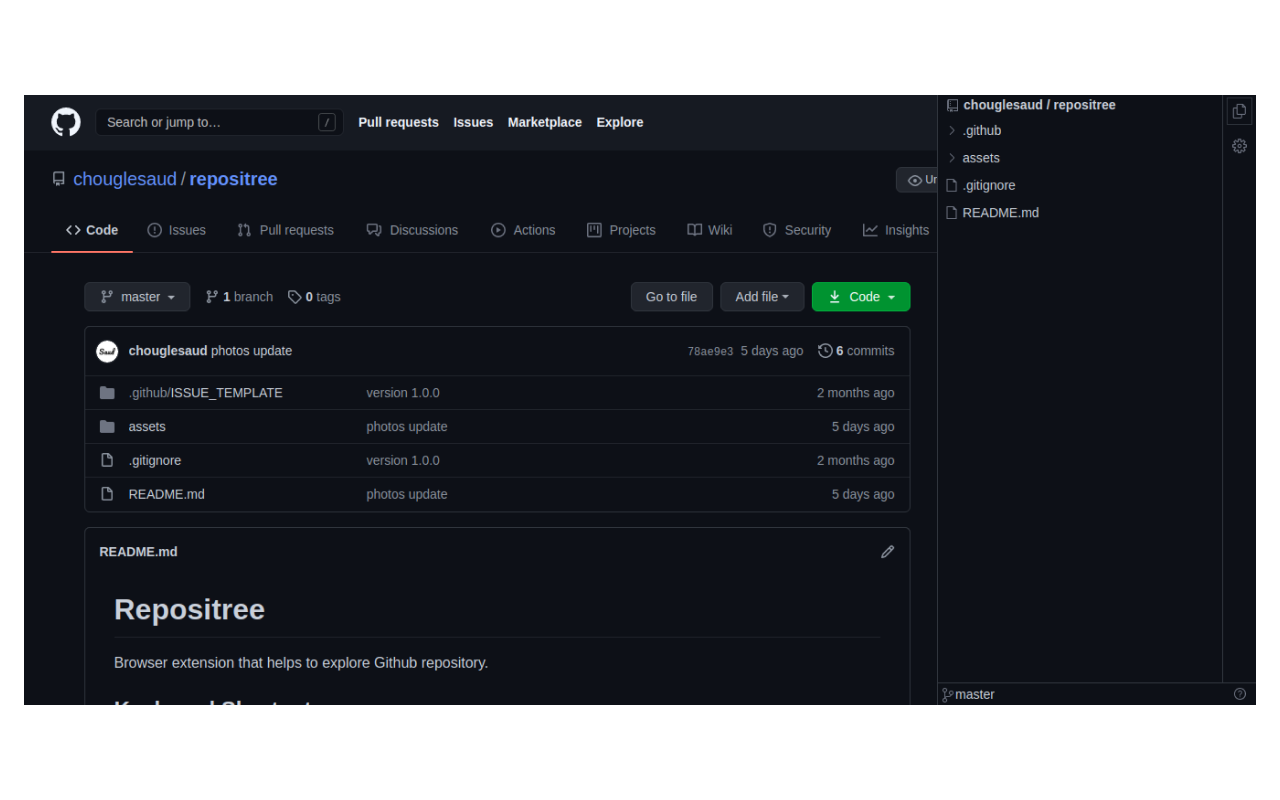 Search or jump to… / Pull requests Issues Marketplace Explore
chouglesaud / repositree
Code Issues Pull requests Discussions Actions Projects Wiki Security Insights
master 1 branch 0 tags Go to file Add file Code
chouglesaud photos update 78ae9e3 5 days ago 6 commits
.github/ISSUE_TEMPLATE version 1.0.0 2 months ago
assets photos update 5 days ago
.gitignore version 1.0.0 2 months ago
README.md photos update 5 days ago
README.md
Repositree
Browser extension that helps to explore Github repository.
chouglesaud / repositree
.github
assets
.gitignore
README.md
master